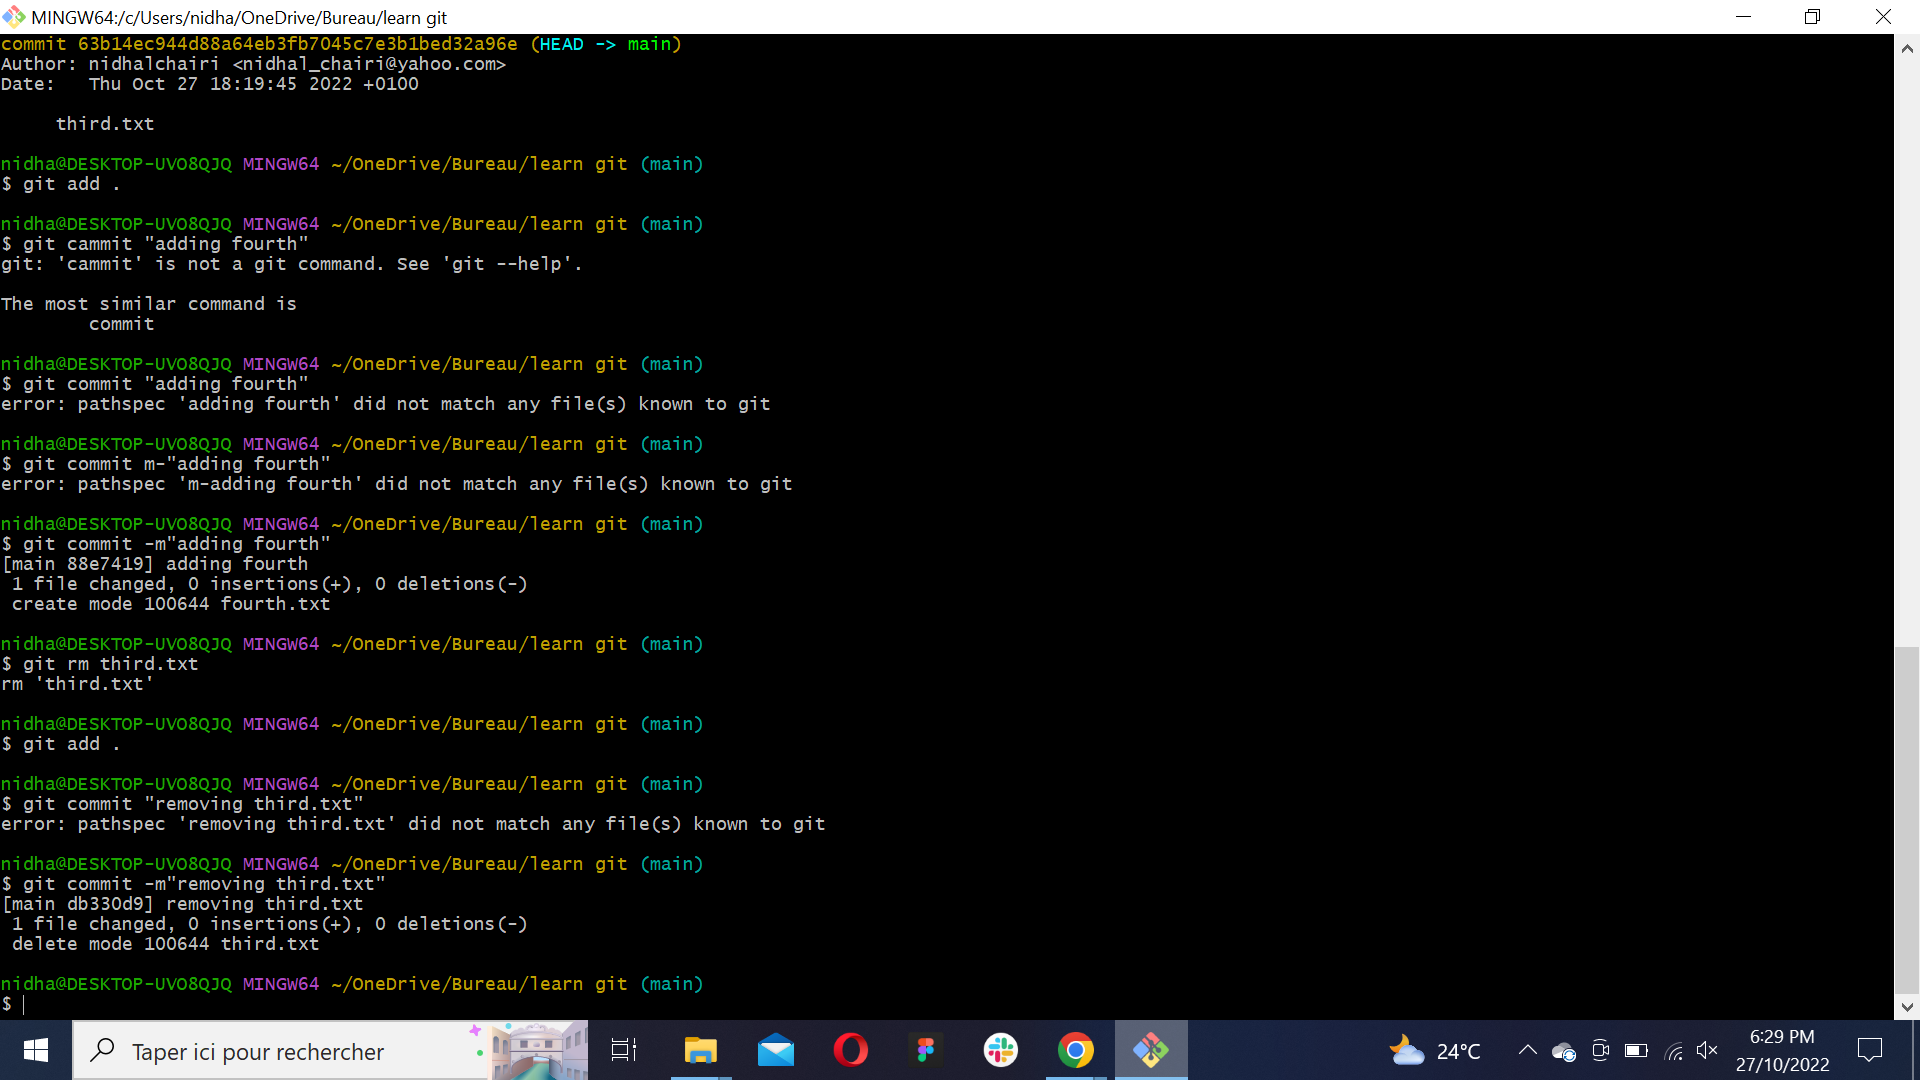 MINGW64:/c/Users/nidha/OneDrive/Bureau/learn git
commit 63b14ec944d88a64eb3fb7045c7e3b1bed32a96e (HEAD -> main)
Author: nidhalchairi <nidhal_chairi@yahoo.com>
Date:   Thu Oct 27 18:19:45 2022 +0100
third.txt
nidha@DESKTOP-UVO8QJQ MINGW64 ~/OneDrive/Bureau/learn git (main)
$ git add .
nidha@DESKTOP-UVO8QJQ MINGW64 ~/OneDrive/Bureau/learn git (main)
$ git cammit "adding fourth"
git: 'cammit' is not a git command. See 'git --help'.
The most similar command is
commit
nidha@DESKTOP-UVO8QJQ MINGW64 ~/OneDrive/Bureau/learn git (main)
$ git commit "adding fourth"
error: pathspec 'adding fourth' did not match any file(s) known to git
nidha@DESKTOP-UVO8QJQ MINGW64 ~/OneDrive/Bureau/learn git (main)
$ git commit m-"adding fourth"
error: pathspec 'm-adding fourth' did not match any file(s) known to git
nidha@DESKTOP-UVO8QJQ MINGW64 ~/OneDrive/Bureau/learn git (main)
$ git commit -m"adding fourth"
[main 88e7419] adding fourth
1 file changed, 0 insertions(+), 0 deletions(-)
create mode 100644 fourth.txt
nidha@DESKTOP-UVO8QJQ MINGW64 ~/OneDrive/Bureau/learn git (main)
$ git rm third.txt
rm 'third.txt'
nidha@DESKTOP-UVO8QJQ MINGW64 ~/OneDrive/Bureau/learn git (main)
$ git add .
nidha@DESKTOP-UVO8QJQ MINGW64 ~/OneDrive/Bureau/learn git (main)
$ git commit "removing third.txt"
error: pathspec 'removing third.txt' did not match any file(s) known to git
nidha@DESKTOP-UVO8QJQ MINGW64 ~/OneDrive/Bureau/learn git (main)
$ git commit -m"removing third.txt"
[main db330d9] removing third.txt
1 file changed, 0 insertions(+), 0 deletions(-)
delete mode 100644 third.txt
nidha@DESKTOP-UVO8QJQ MINGW64 ~/OneDrive/Bureau/learn git (main)
$
Taper ici pour rechercher
24°C
6:29 PM
27/10/2022